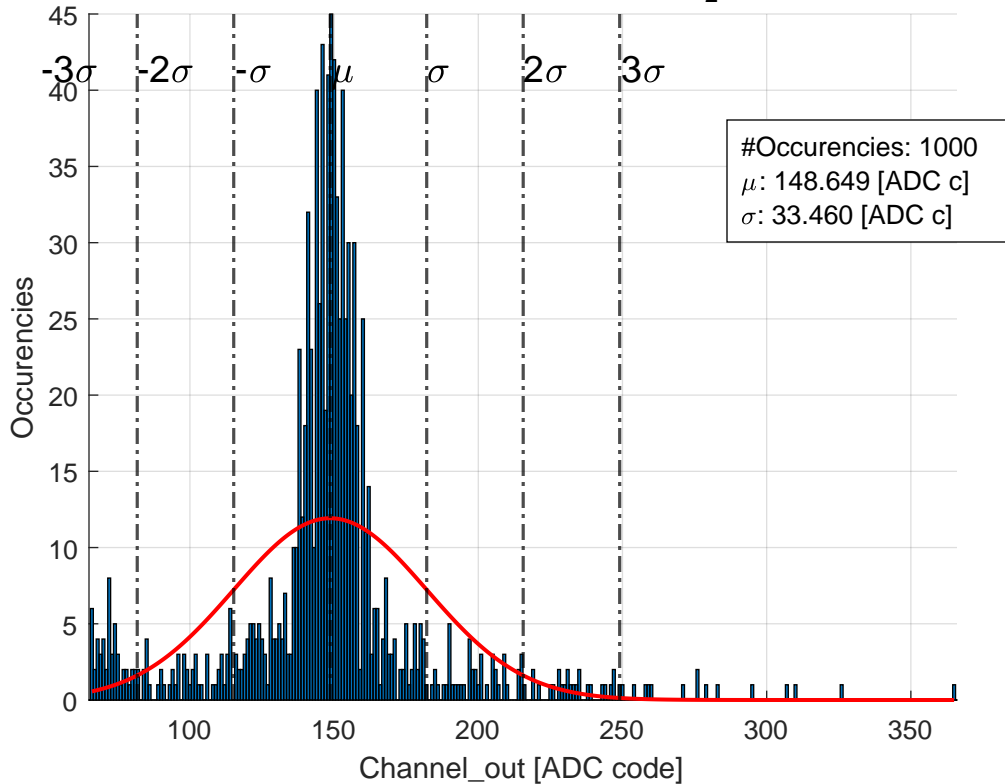 45
40
35
30
25
20
15
10
5
0
Occurencies
-3σ -2σ -σ μ σ 2σ 3σ
#Occurencies: 1000
μ: 148.649 [ADC c]
σ: 33.460 [ADC c]
100 150 200 250 300 350
Channel_out [ADC code]